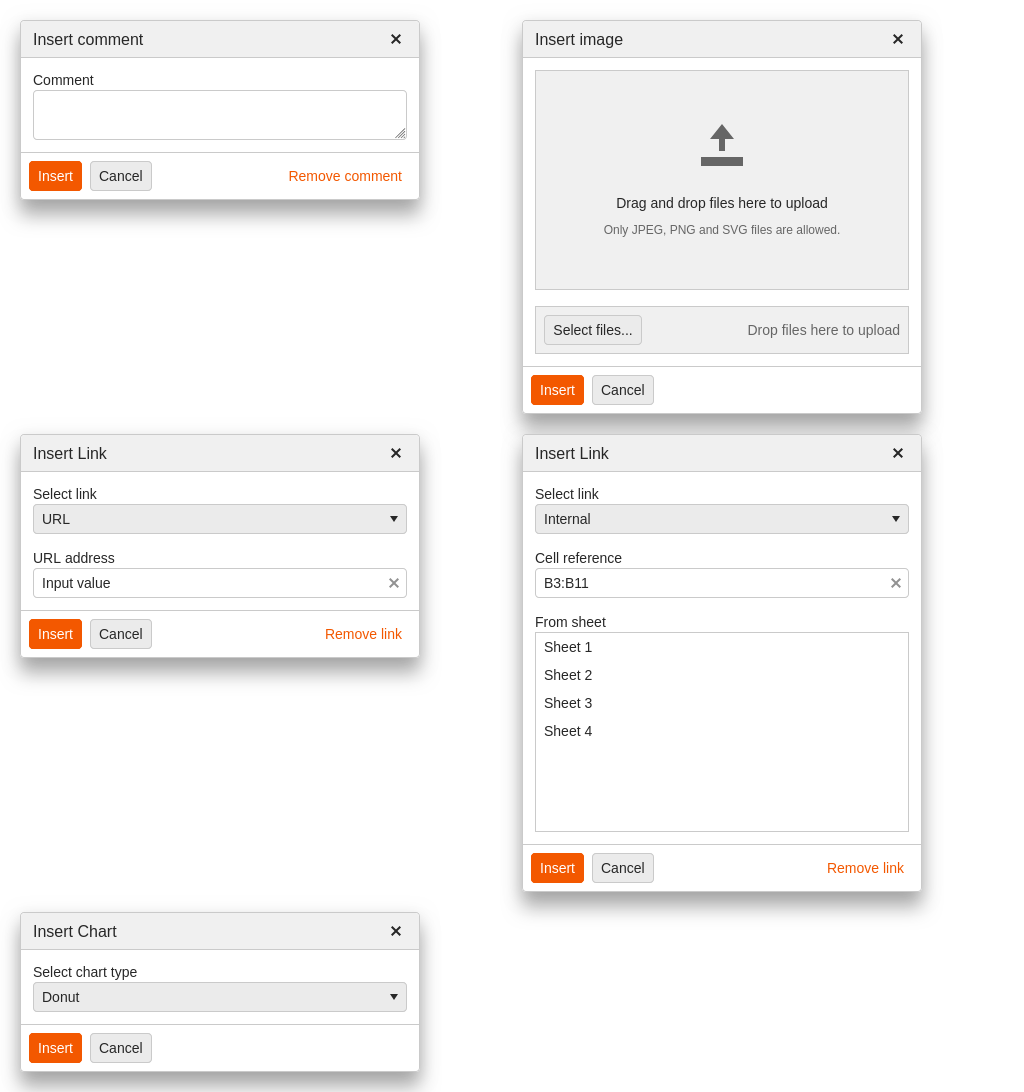 Insert comment
Comment
Insert
Cancel
Remove comment
Insert image
Drag and drop files here to upload
Only JPEG, PNG and SVG files are allowed.
Select files...
Drop files here to upload
Insert
Cancel
Insert Link
Select link
URL
URL address
Input value
Insert
Cancel
Remove link
Insert Link
Select link
Internal
Cell reference
B3:B11
From sheet
Sheet 1
Sheet 2
Sheet 3
Sheet 4
Insert
Cancel
Remove link
Insert Chart
Select chart type
Donut
Insert
Cancel